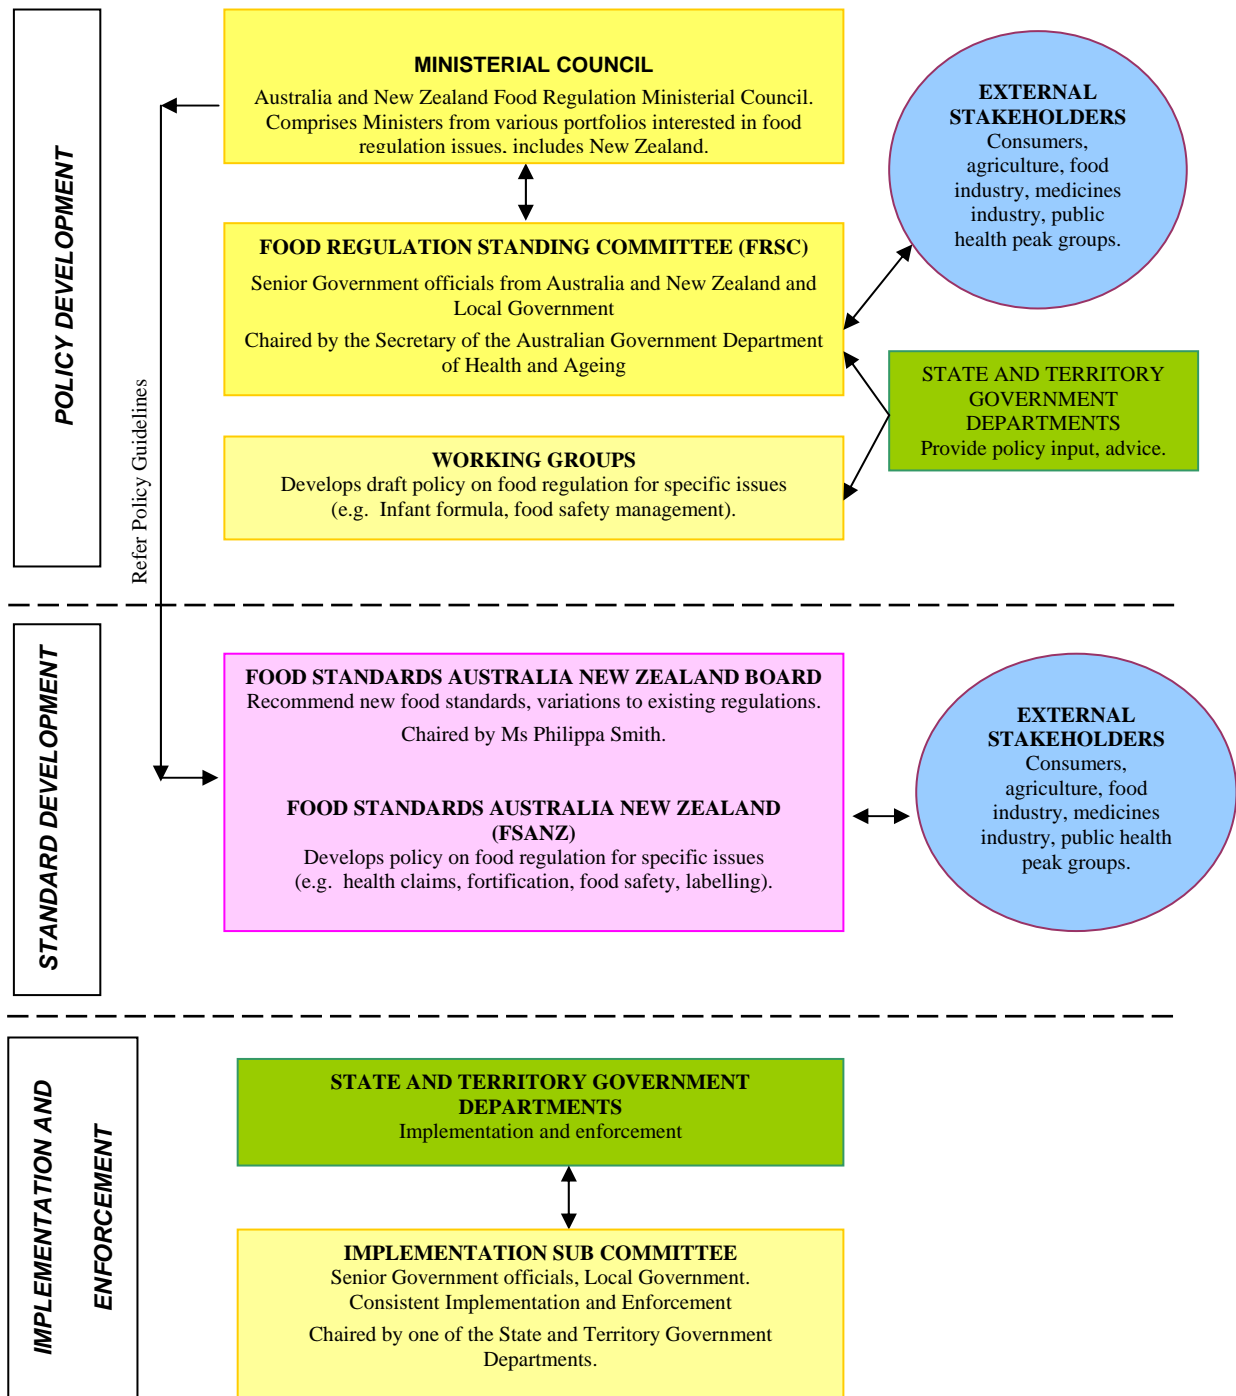 POLICY DEVELOPMENT
MINISTERIAL COUNCIL
Australia and New Zealand Food Regulation Ministerial Council.
Comprises Ministers from various portfolios interested in food
regulation issues, includes New Zealand.
EXTERNAL
STAKEHOLDERS
Consumers,
agriculture, food
industry, medicines
industry, public
health peak groups.
FOOD REGULATION STANDING COMMITTEE (FRSC)
Senior Government officials from Australia and New Zealand and
Local Government
Chaired by the Secretary of the Australian Government Department
of Health and Ageing
STATE AND TERRITORY
GOVERNMENT
DEPARTMENTS
Provide policy input, advice.
WORKING GROUPS
Develops draft policy on food regulation for specific issues
(e.g. Infant formula, food safety management).
Refer Policy Guidelines
STANDARD DEVELOPMENT
FOOD STANDARDS AUSTRALIA NEW ZEALAND BOARD
Recommend new food standards, variations to existing regulations.
Chaired by Ms Philippa Smith.
FOOD STANDARDS AUSTRALIA NEW ZEALAND
(FSANZ)
Develops policy on food regulation for specific issues
(e.g. health claims, fortification, food safety, labelling).
EXTERNAL
STAKEHOLDERS
Consumers,
agriculture, food
industry, medicines
industry, public health
peak groups.
IMPLEMENTATION AND
ENFORCEMENT
STATE AND TERRITORY GOVERNMENT
DEPARTMENTS
Implementation and enforcement
IMPLEMENTATION SUB COMMITTEE
Senior Government officials, Local Government.
Consistent Implementation and Enforcement
Chaired by one of the State and Territory Government
Departments.